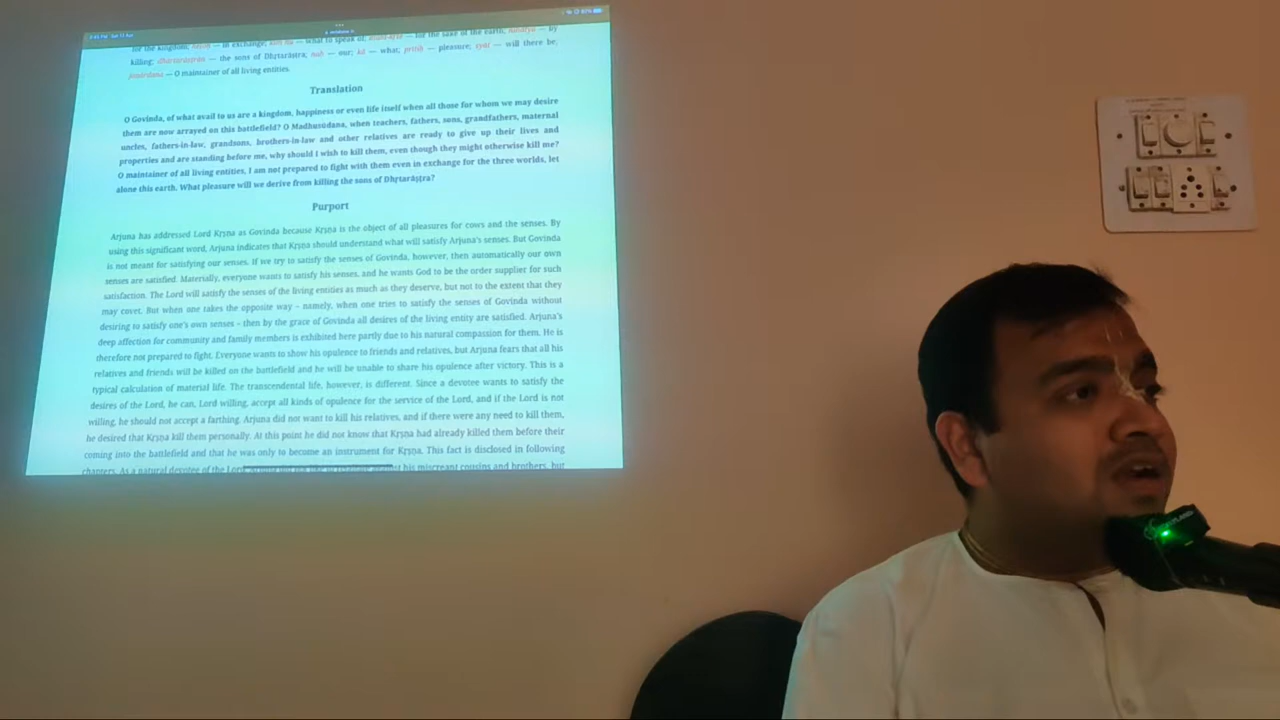 for the kingdom; in exchange; what to speak of; for the sake of the earth; by
killing; dhārtarāṣṭrān — the sons of Dhṛtarāṣṭra; naḥ — our; kā — what; prītiḥ — pleasure; syāt — will there be;
janārdana — O maintainer of all living entities.
Translation
O Govinda, of what avail to us are a kingdom, happiness or even life itself when all those for whom we may desire
them are now arrayed on this battlefield? O Madhusūdana, when teachers, fathers, sons, grandfathers, maternal
uncles, fathers-in-law, grandsons, brothers-in-law and other relatives are ready to give up their lives and
properties and are standing before me, why should I wish to kill them, even though they might otherwise kill me?
O maintainer of all living entities, I am not prepared to fight with them even in exchange for the three worlds, let
alone this earth. What pleasure will we derive from killing the sons of Dhṛtarāṣṭra?
Purport
Arjuna has addressed Lord Kṛṣṇa as Govinda because Kṛṣṇa is the object of all pleasures for cows and the senses. By
using this significant word, Arjuna indicates that Kṛṣṇa should understand what will satisfy Arjuna's senses. But Govinda
is not meant for satisfying our senses. If we try to satisfy the senses of Govinda, however, then automatically our own
senses are satisfied. Materially, everyone wants to satisfy his senses, and he wants God to be the order supplier for such
satisfaction. The Lord will satisfy the senses of the living entities as much as they deserve, but not to the extent that they
may covet. But when one takes the opposite way – namely, when one tries to satisfy the senses of Govinda without
desiring to satisfy one's own senses – then by the grace of Govinda all desires of the living entity are satisfied. Arjuna's
deep affection for community and family members is exhibited here partly due to his natural compassion for them. He is
therefore not prepared to fight. Everyone wants to show his opulence to friends and relatives, but Arjuna fears that all his
relatives and friends will be killed on the battlefield and he will be unable to share his opulence after victory. This is a
typical calculation of material life. The transcendental life, however, is different. Since a devotee wants to satisfy the
desires of the Lord, he can, Lord willing, accept all kinds of opulence for the service of the Lord, and if the Lord is not
willing, he should not accept a farthing. Arjuna did not want to kill his relatives, and if there were any need to kill them,
he desired that Kṛṣṇa kill them personally. At this point he did not know that Kṛṣṇa had already killed them before their
coming into the battlefield and that he was only to become an instrument for Kṛṣṇa. This fact is disclosed in following
chapters. As a natural devotee of the Lord, his miscreant cousins and brothers, but